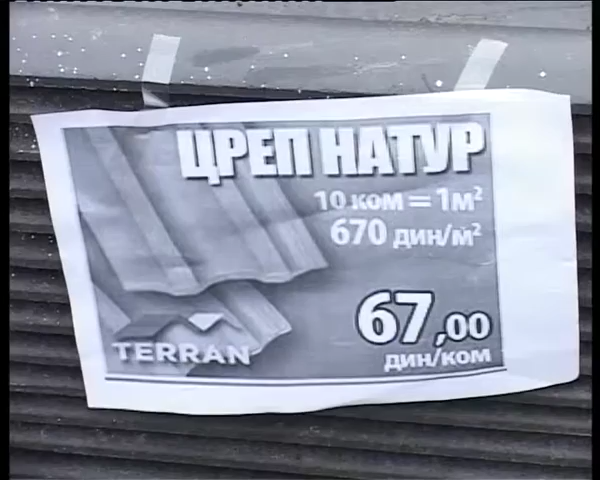 ЦРЕП НАТУР
10 ком = 1м²
670 дин/м²
67,00
дин/ком
TERRAN